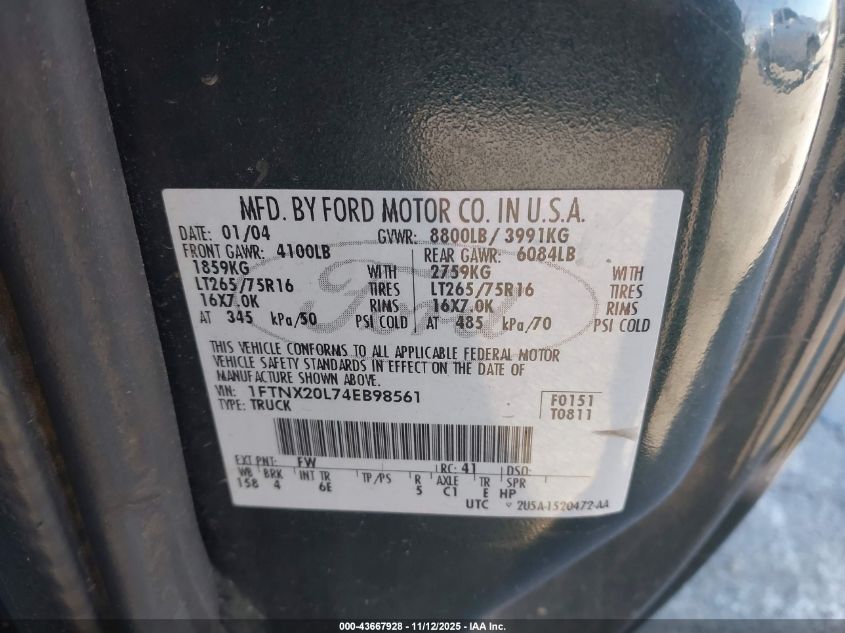 MFD. BY FORD MOTOR CO. IN U.S.A.
DATE: 01/04 GVWR: 8800LB/ 3991KG
FRONT GAWR: 4100LB REAR GAWR: 6084LB
1859KG WITH 2759KG WITH
LT265/75R16 TIRES LT265/75R16 TIRES
16X7.0K RIMS 16X7.0K RIMS
AT 345 kPa/50 PSI COLD AT 485 kPa/70 PSI COLD
Ford
THIS VEHICLE CONFORMS TO ALL APPLICABLE FEDERAL MOTOR
VEHICLE SAFETY STANDARDS IN EFFECT ON THE DATE OF
MANUFACTURE SHOWN ABOVE.
VIN: 1FTNX20L74EB98561 F0151
TYPE: TRUCK T0811
EXT PNT: FW RC: 41 DSO:
WB BRK INT TR TP/PS R AXLE TR SPR
158 4 6E 5 C1 E HP
UTC 2U5A-1520472-AA
000-43667928 - 11/12/2025 - IAA Inc.